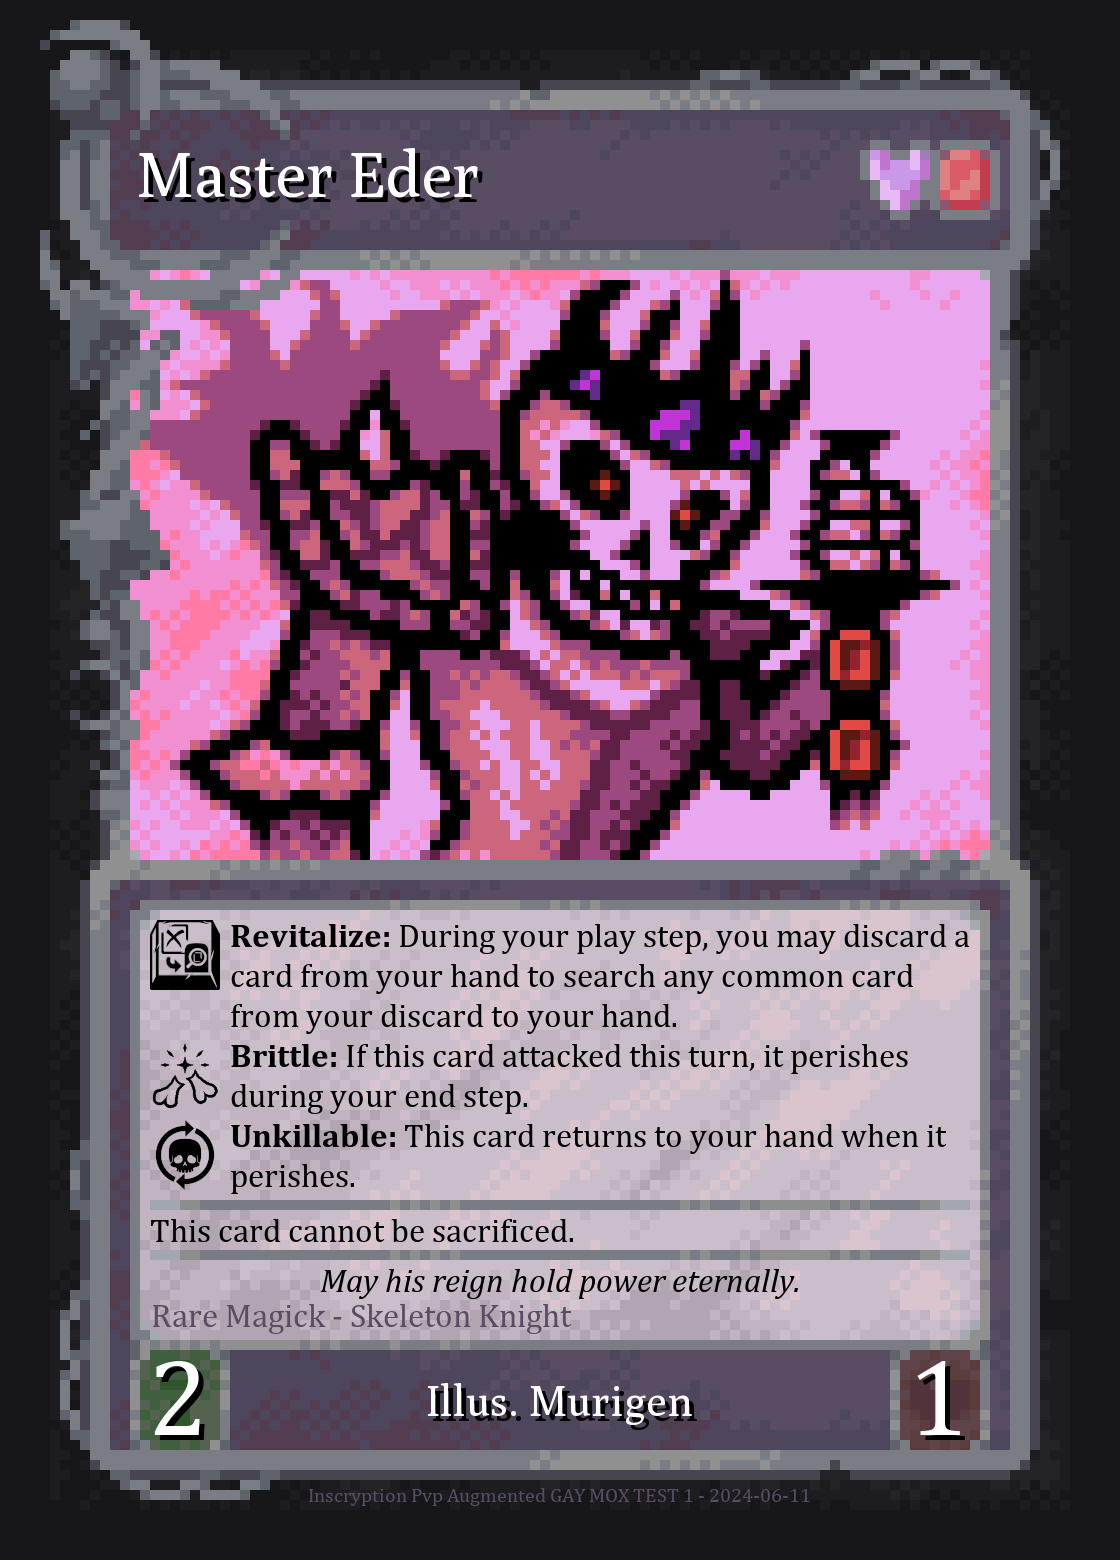 Master Eder
Revitalize: During your play step, you may discard a
card from your hand to search any common card
from your discard to your hand.
Brittle: If this card attacked this turn, it perishes
during your end step.
Unkillable: This card returns to your hand when it
perishes.
This card cannot be sacrificed.
May his reign hold power eternally.
Rare Magick - Skeleton Knight
2
Illus. Murigen
1
Inscryption Pvp Augmented GAY MOX TEST 1 - 2024-06-11